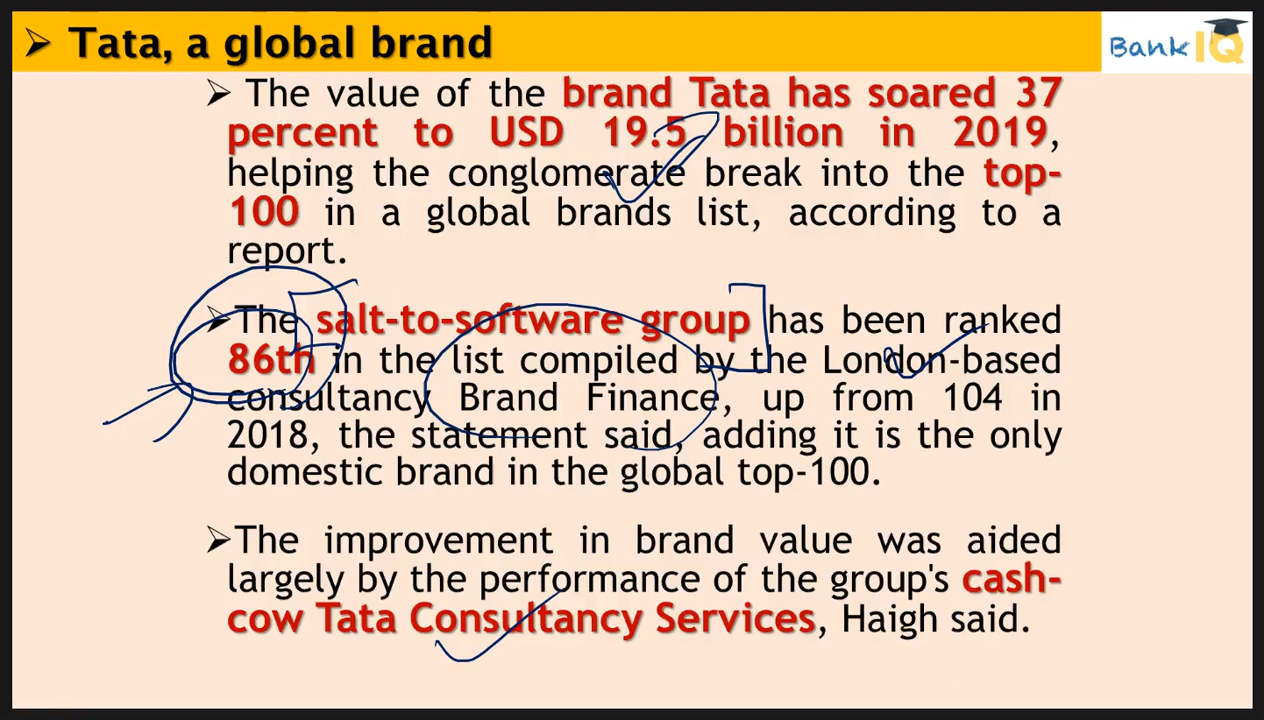 ➢ Tata, a global brand
Bank IQ
➢ The value of the brand Tata has soared 37
percent to USD 19.5 billion in 2019,
helping the conglomerate break into the top-
100 in a global brands list, according to a
report.
➢The salt-to-software group has been ranked
86th in the list compiled by the London-based
consultancy Brand Finance, up from 104 in
2018, the statement said, adding it is the only
domestic brand in the global top-100.
➢The improvement in brand value was aided
largely by the performance of the group's cash-
cow Tata Consultancy Services, Haigh said.